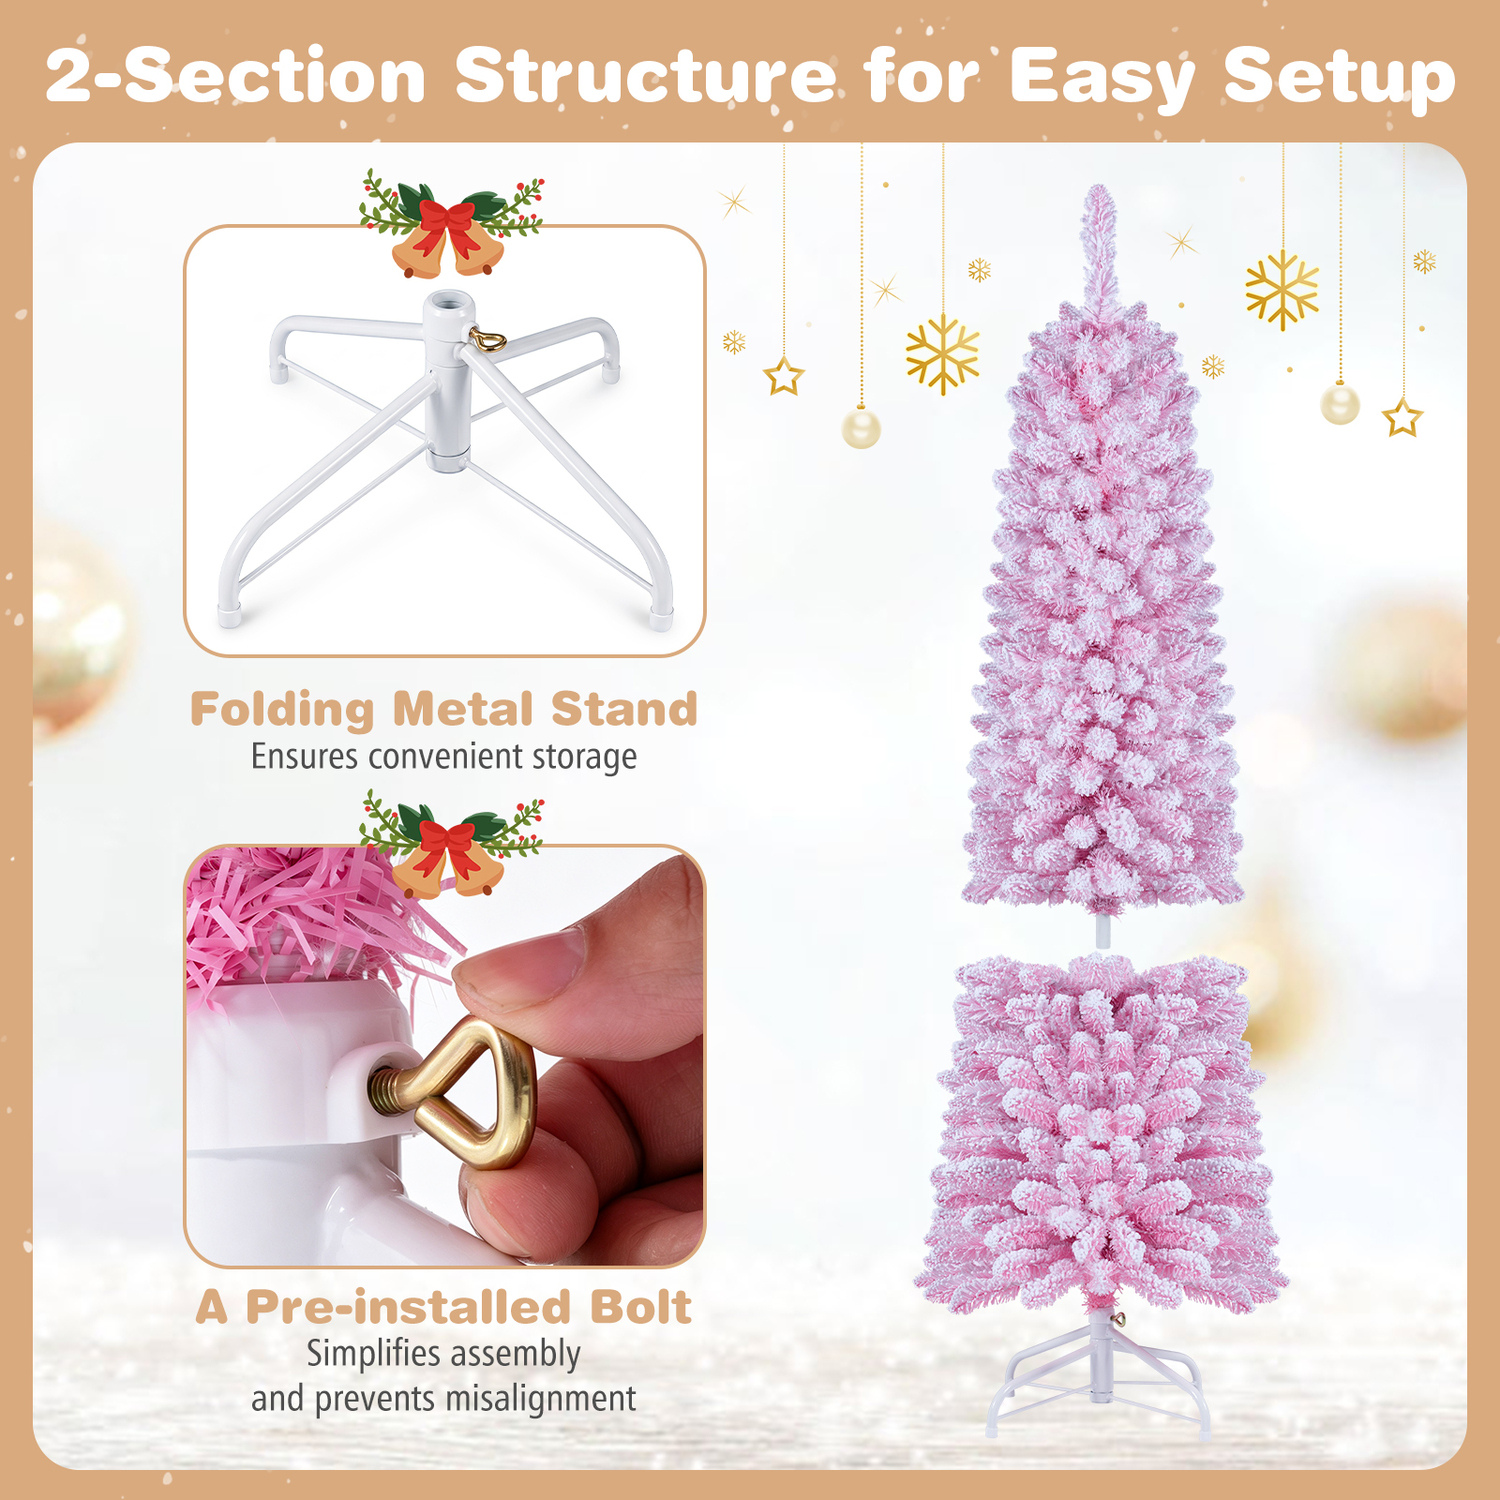 2-Section Structure for Easy Setup
Folding Metal Stand
Ensures convenient storage
A Pre-installed Bolt
Simplifies assembly
and prevents misalignment